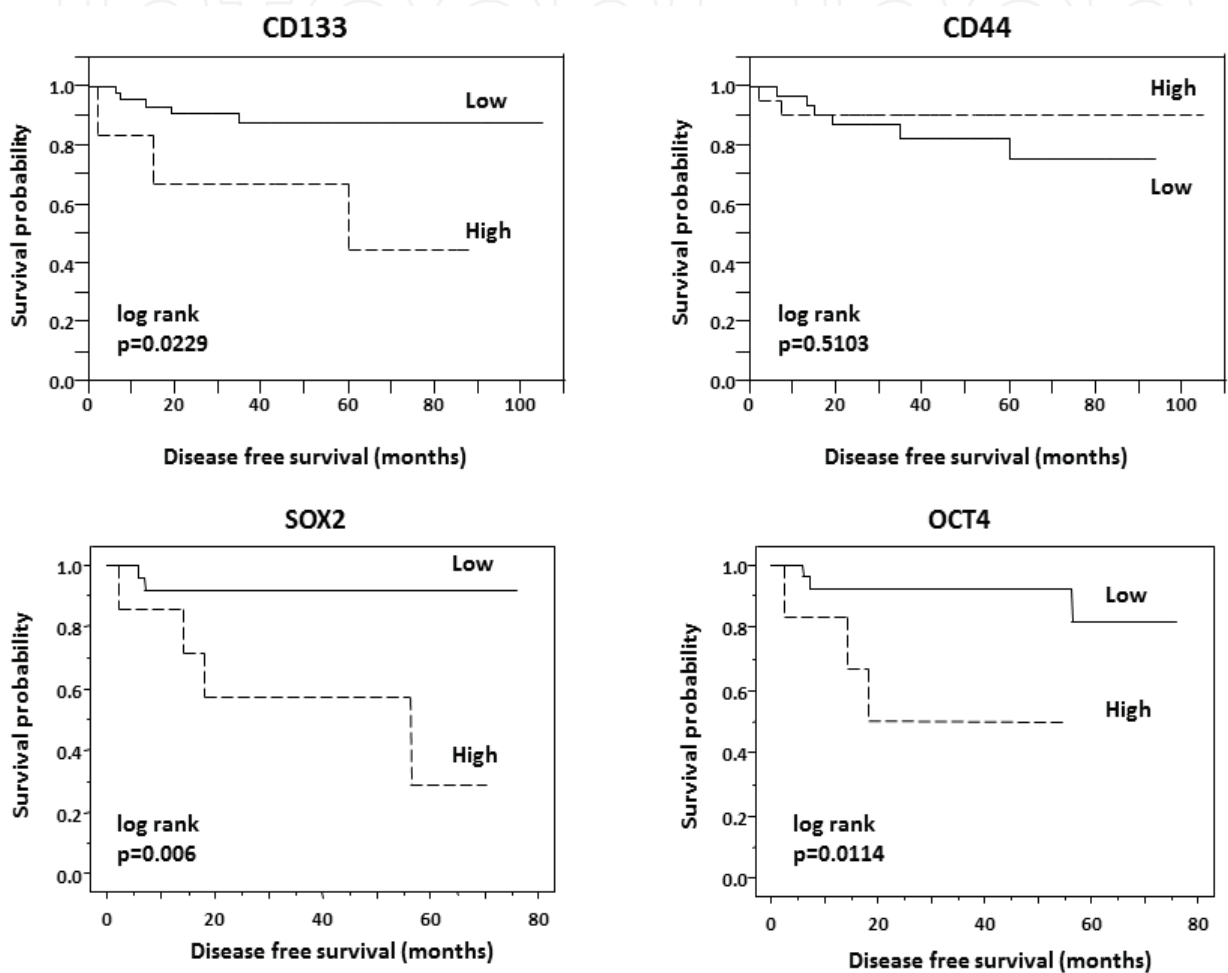 CD133
1.0
0.8
0.6
0.4
0.2
0.0
Survival probability
Low
High
log rank
p=0.0229
0 20 40 60 80 100
Disease free survival (months)
CD44
1.0
0.8
0.6
0.4
0.2
0.0
Survival probability
High
Low
log rank
p=0.5103
0 20 40 60 80 100
Disease free survival (months)
SOX2
1.0
0.8
0.6
0.4
0.2
0.0
Survival probability
Low
High
log rank
p=0.006
0 20 40 60 80
Disease free survival (months)
OCT4
1.0
0.8
0.6
0.4
0.2
0.0
Survival probability
Low
High
log rank
p=0.0114
0 20 40 60 80
Disease free survival (months)